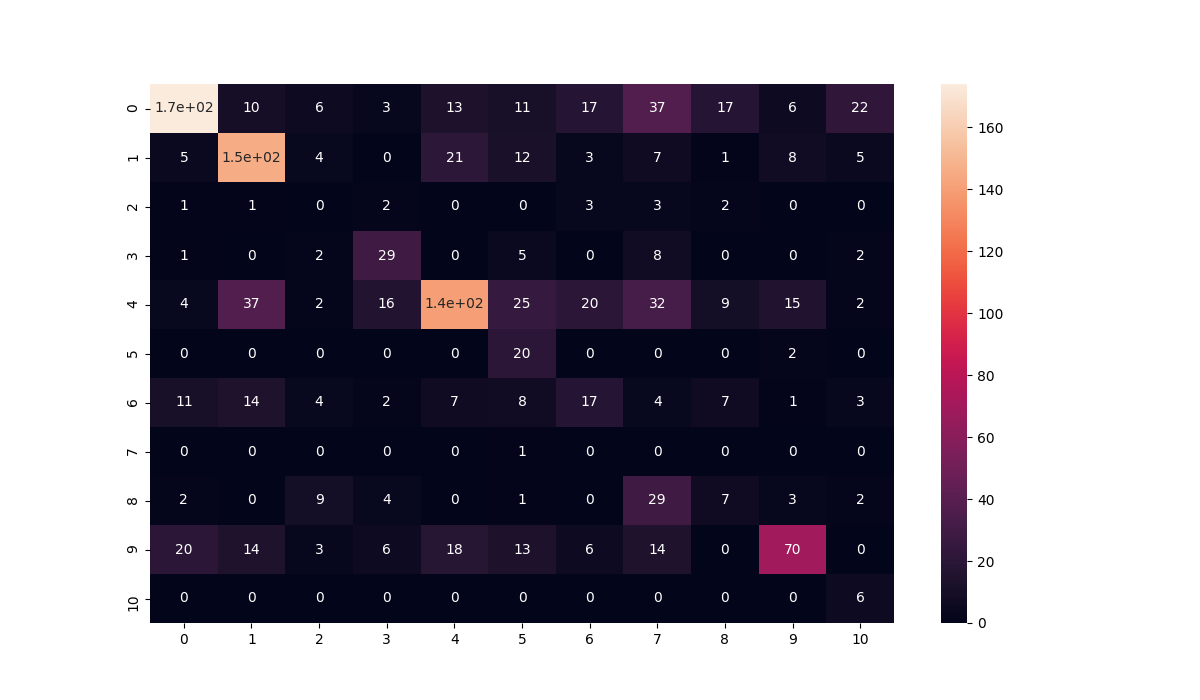 0 1.7e+02 10 6 3 13 11 17 37 17 6 22
1 5 1.5e+02 4 0 21 12 3 7 1 8 5
2 1 1 0 2 0 0 3 3 2 0 0
3 1 0 2 29 0 5 0 8 0 0 2
4 4 37 2 16 1.4e+02 25 20 32 9 15 2
5 0 0 0 0 0 20 0 0 0 2 0
6 11 14 4 2 7 8 17 4 7 1 3
7 0 0 0 0 0 1 0 0 0 0 0
8 2 0 9 4 0 1 0 29 7 3 2
9 20 14 3 6 18 13 6 14 0 70 0
10 0 0 0 0 0 0 0 0 0 0 6
0 1 2 3 4 5 6 7 8 9 10
160
140
120
100
80
60
40
20
0